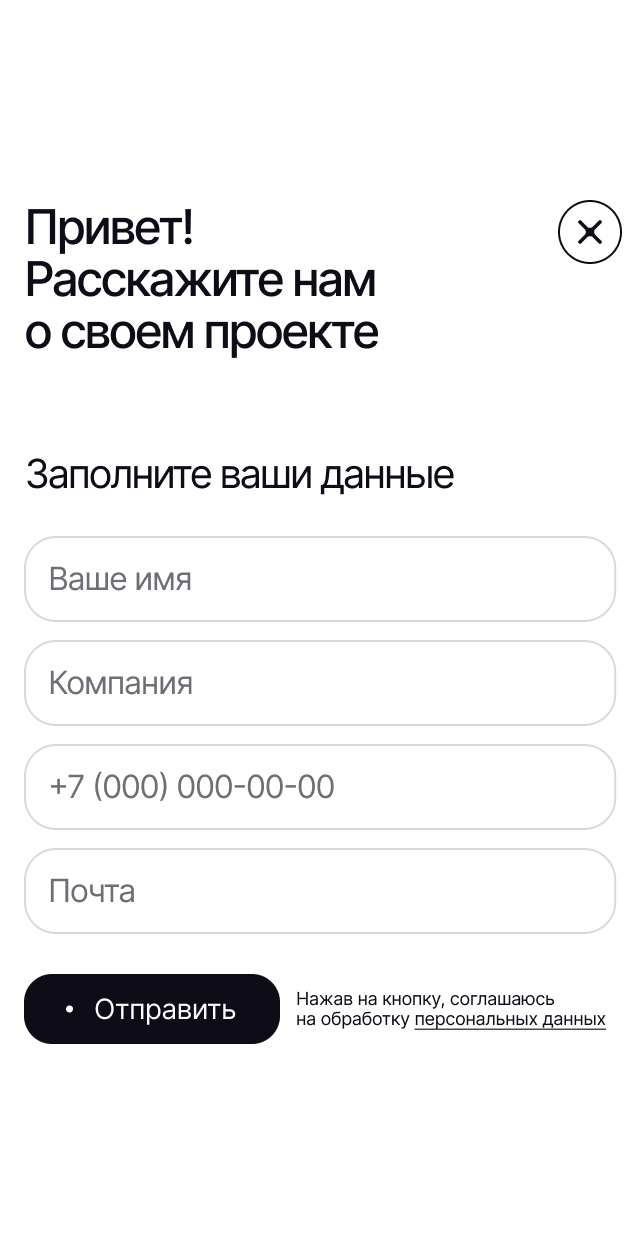 Привет!
Расскажите нам
о своем проекте
Заполните ваши данные
Ваше имя
Компания
+7 (000) 000-00-00
Почта
Отправить
Нажав на кнопку, соглашаюсь
на обработку персональных данных